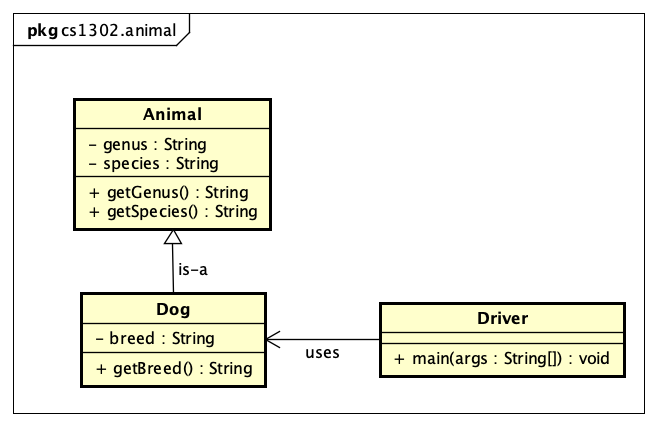 pkg cs1302.animal
Animal
– genus : String
– species : String
+ getGenus() : String
+ getSpecies() : String
is–a
Dog
– breed : String
+ getBreed() : String
uses
Driver
+ main(args : String[]) : void